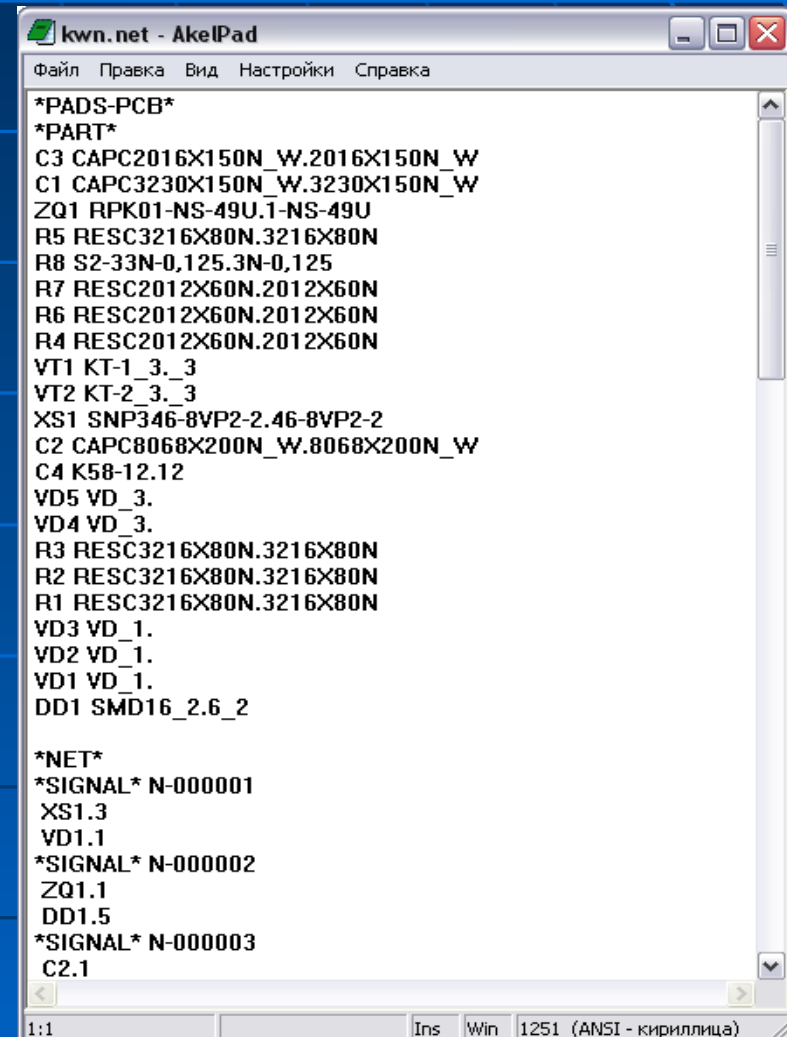 kwn.net - AkelPad
Файл Правка Вид Настройки Справка
*PADS-PCB*
*PART*
C3 CAPC2016X150N_W.2016X150N_W
C1 CAPC3230X150N_W.3230X150N_W
ZQ1 RPK01-NS-49U.1-NS-49U
R5 RESC3216X80N.3216X80N
R8 S2-33N-0,125.3N-0,125
R7 RESC2012X60N.2012X60N
R6 RESC2012X60N.2012X60N
R4 RESC2012X60N.2012X60N
VT1 KT-1_3._3
VT2 KT-2_3._3
XS1 SNP346-8VP2-2.46-8VP2-2
C2 CAPC8068X200N_W.8068X200N_W
C4 K58-12.12
VD5 VD_3.
VD4 VD_3.
R3 RESC3216X80N.3216X80N
R2 RESC3216X80N.3216X80N
R1 RESC3216X80N.3216X80N
VD3 VD_1.
VD2 VD_1.
VD1 VD_1.
DD1 SMD16_2.6_2
*NET*
*SIGNAL* N-000001
XS1.3
VD1.1
*SIGNAL* N-000002
ZQ1.1
DD1.5
*SIGNAL* N-000003
C2.1
1:1 Ins Win 1251 (ANSI - кириллица)